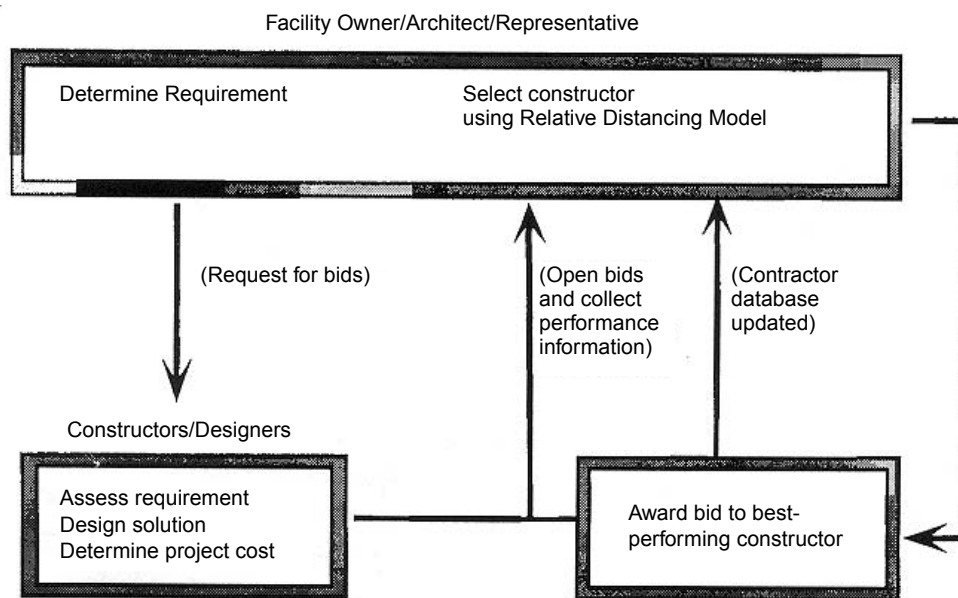 Facility Owner/Architect/Representative
Determine Requirement
Select constructor
using Relative Distancing Model
(Request for bids)
(Open bids
and collect
performance
information)
(Contractor
database
updated)
Constructors/Designers
Assess requirement
Design solution
Determine project cost
Award bid to best-
performing constructor